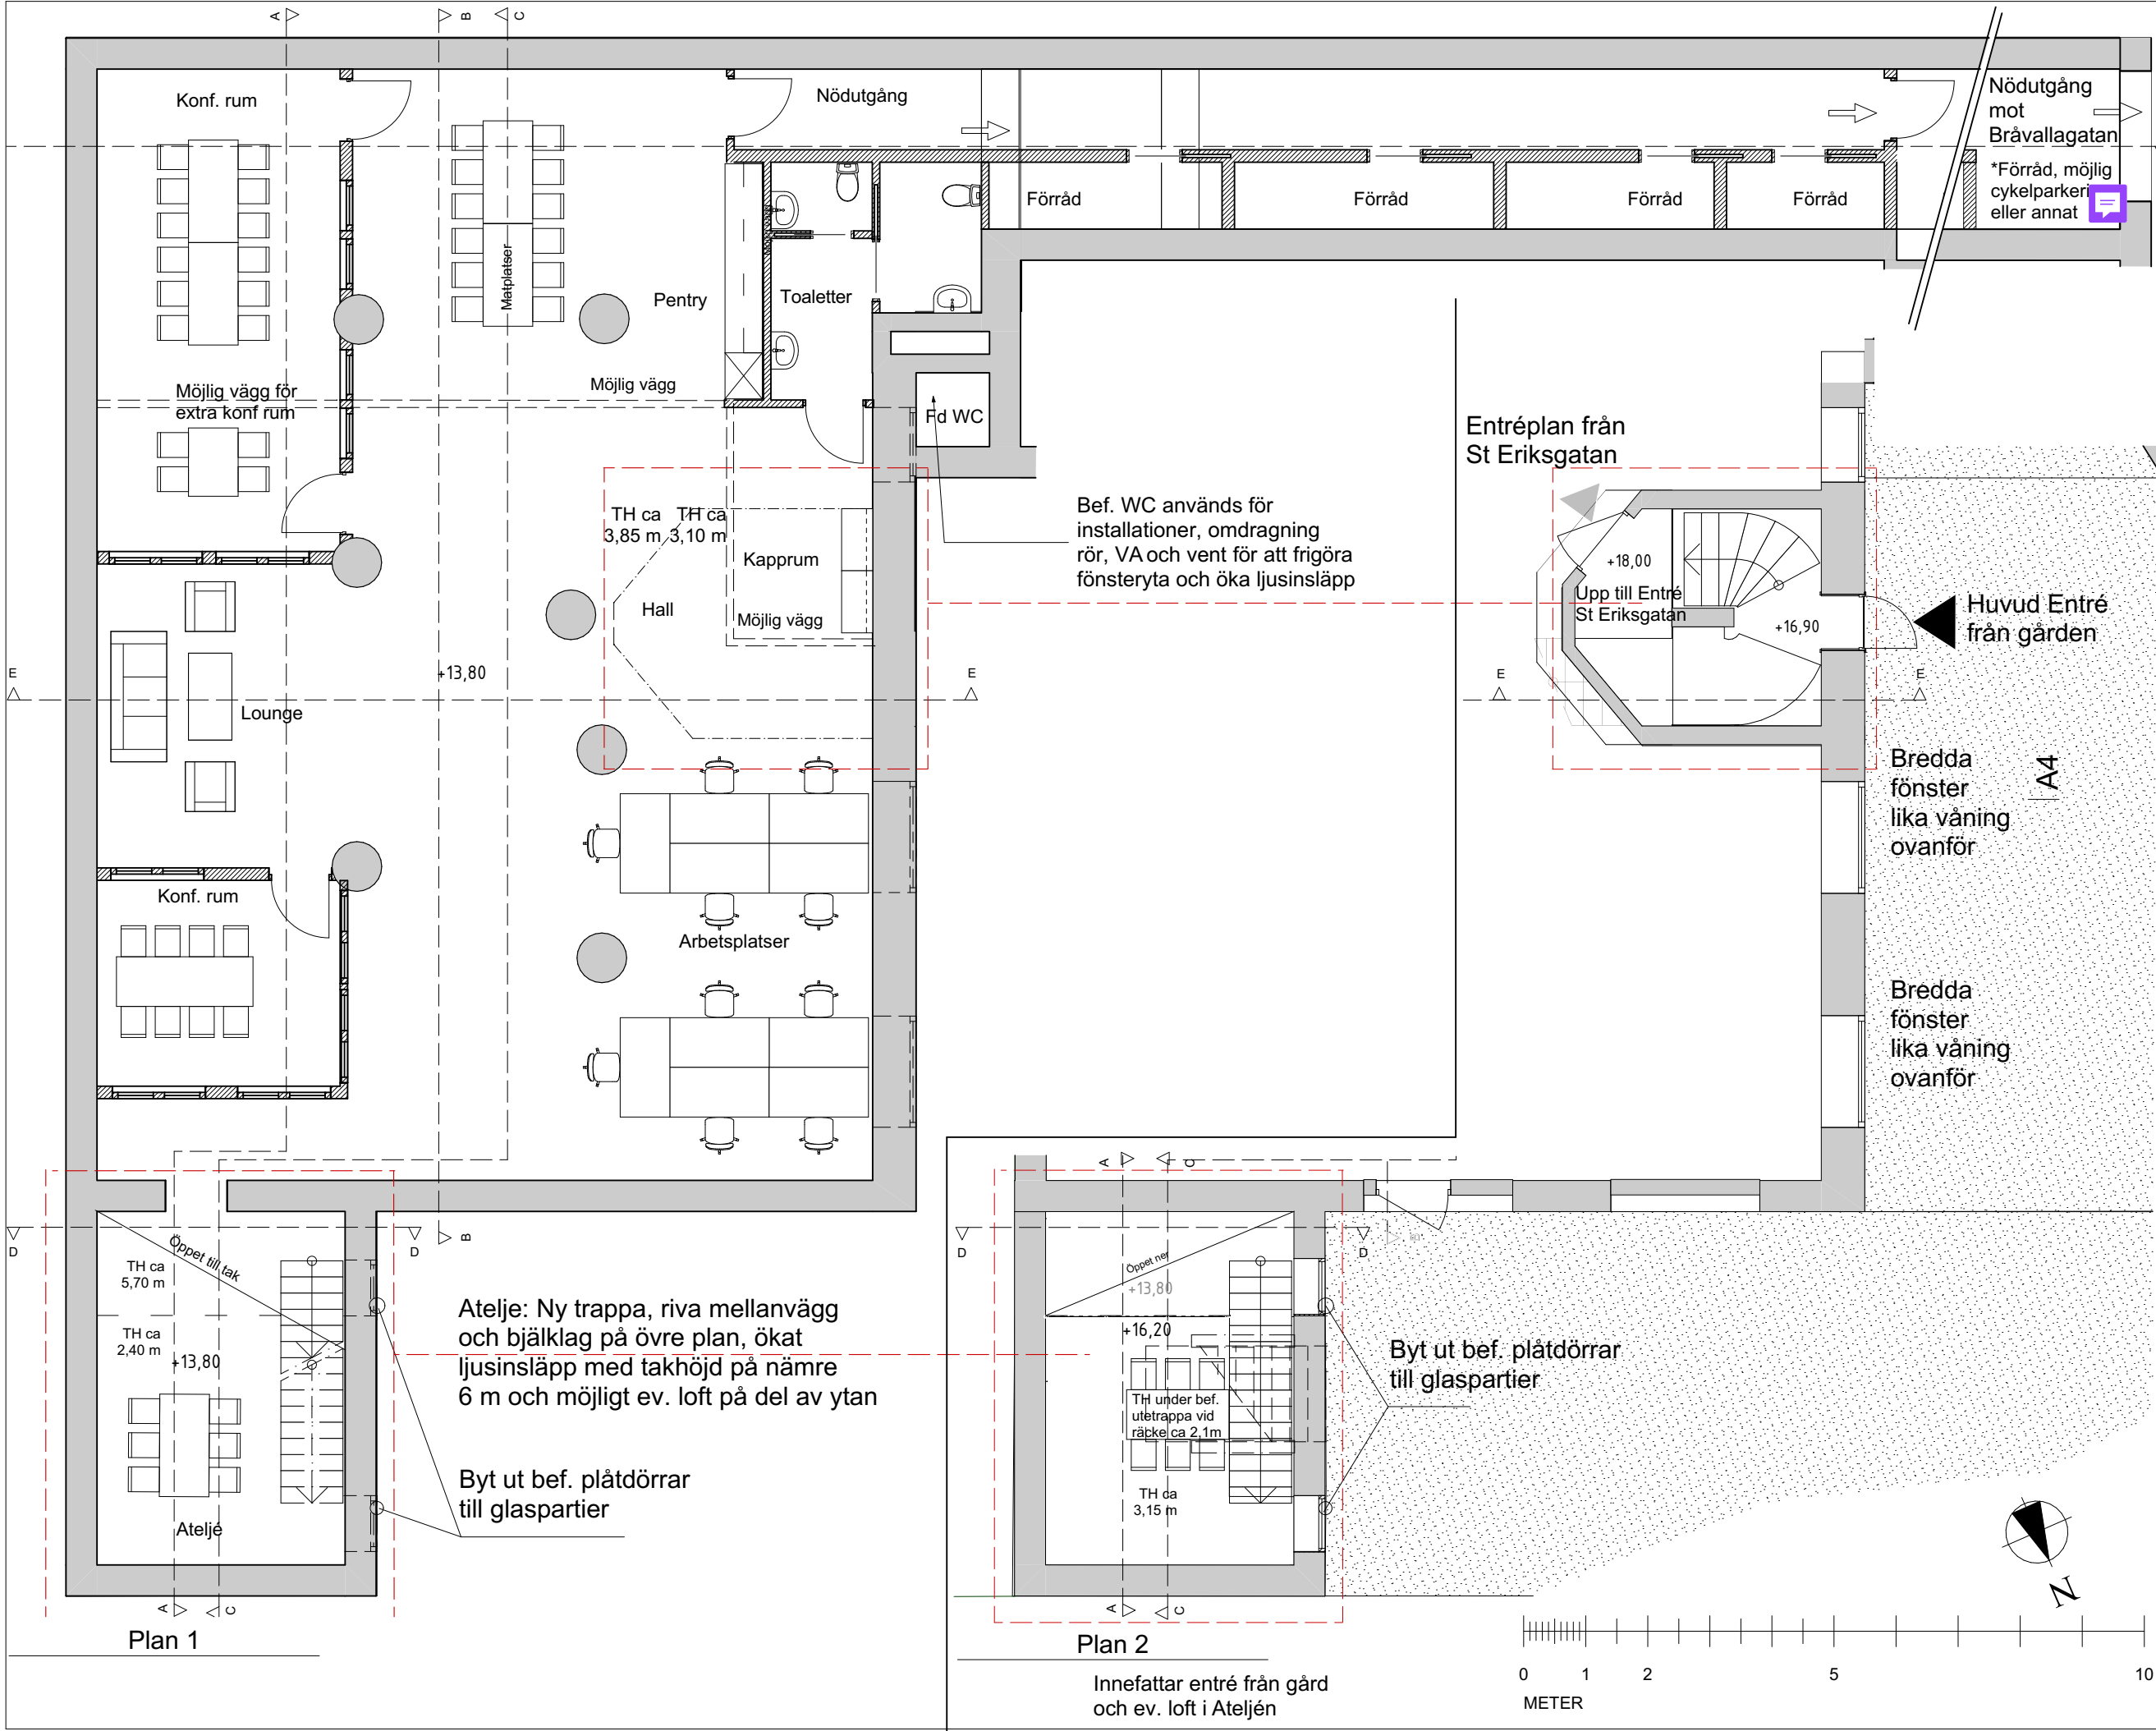 A
B
C
Konf. rum
Nödutgång
Nödutgång
mot
Bråvallagatan
*Förråd, möjlig
cykelparkeri
eller annat
Förråd
Förråd
Förråd
Förråd
Matplatser
Pentry
Toaletter
Möjlig vägg för
extra konf rum
Möjlig vägg
Fd WC
Entréplan från
St Eriksgatan
Bef. WC används för
installationer, omdragning
rör, VA och vent för att frigöra
fönsteryta och öka ljusinsläpp
TH ca
3,85 m
TH ca
3,10 m
Kapprum
Hall
Möjlig vägg
+18,00
Upp till Entré
St Eriksgatan
+16,90
Huvud Entré
från gården
E
+13,80
E
E
E
Lounge
Bredda
fönster
lika våning
ovanför
A4
Konf. rum
Arbetsplatser
Bredda
fönster
lika våning
ovanför
A
C
D
D
B
D
D
B
Öppet till tak
TH ca
5,70 m
TH ca
2,40 m
+13,80
Atelje: Ny trappa, riva mellanvägg
och bjälklag på övre plan, ökat
ljusinsläpp med takhöjd på nämre
6 m och möjligt ev. loft på del av ytan
Öppet ner
+13,80
+16,20
Byt ut bef. plåtdörrar
till glaspartier
TH under bef.
utetrappa vid
räcke ca 2,1m
Byt ut bef. plåtdörrar
till glaspartier
TH ca
3,15 m
Ateljé
A
C
A
C
N
Plan 1
Plan 2
Innefattar entré från gård
och ev. loft i Ateljén
0 1 2 5 10
METER